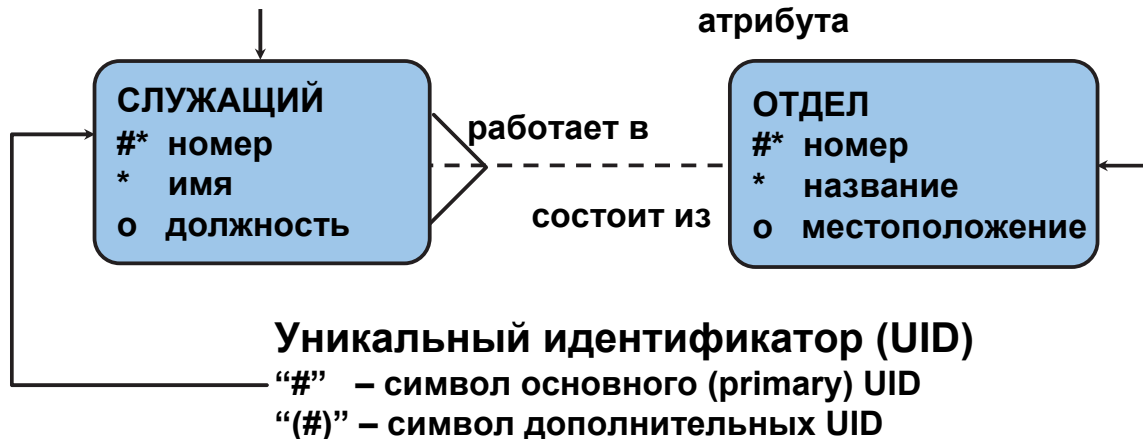 атрибута
СЛУЖАЩИЙ
#* номер
* имя
o должность
работает в
состоит из
ОТДЕЛ
#* номер
* название
o местоположение
Уникальный идентификатор (UID)
“#” – символ основного (primary) UID
“(#)” – символ дополнительных UID